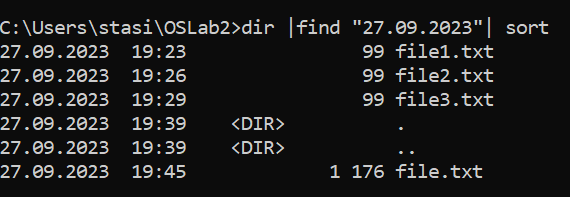 C:\Users\stasi\OSLab2>dir |find "27.09.2023"| sort
27.09.2023  19:23                99 file1.txt
27.09.2023  19:26                99 file2.txt
27.09.2023  19:29                99 file3.txt
27.09.2023  19:39    <DIR>          .
27.09.2023  19:39    <DIR>          ..
27.09.2023  19:45             1 176 file.txt